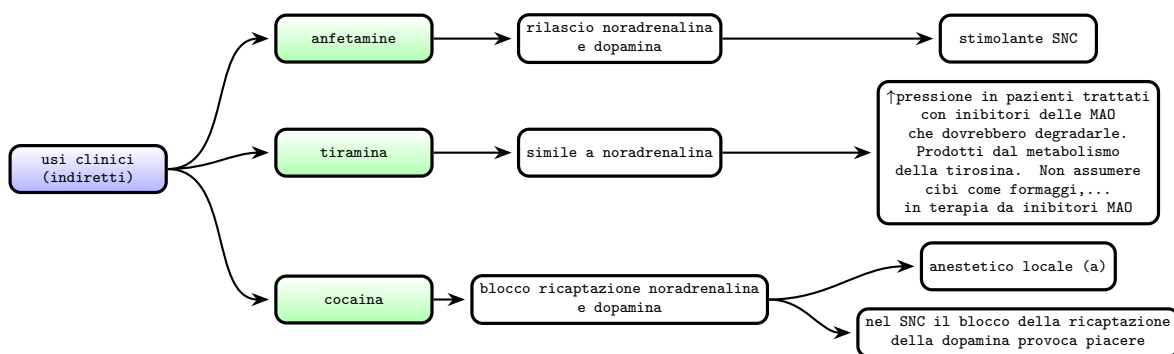 usi clinici
(indiretti)
anfetamine
rilascio noradrenalina
e dopamina
stimolante SNC
tiramina
simile a noradrenalina
↑pressione in pazienti trattati
con inibitori delle MAO
che dovrebbero degradarle.
Prodotti dal metabolismo
della tirosina. Non assumere
cibi come formaggi,...
in terapia da inibitori MAO
cocaina
blocco ricaptazione noradrenalina
e dopamina
anestetico locale (a)
nel SNC il blocco della ricaptazione
della dopamina provoca piacere